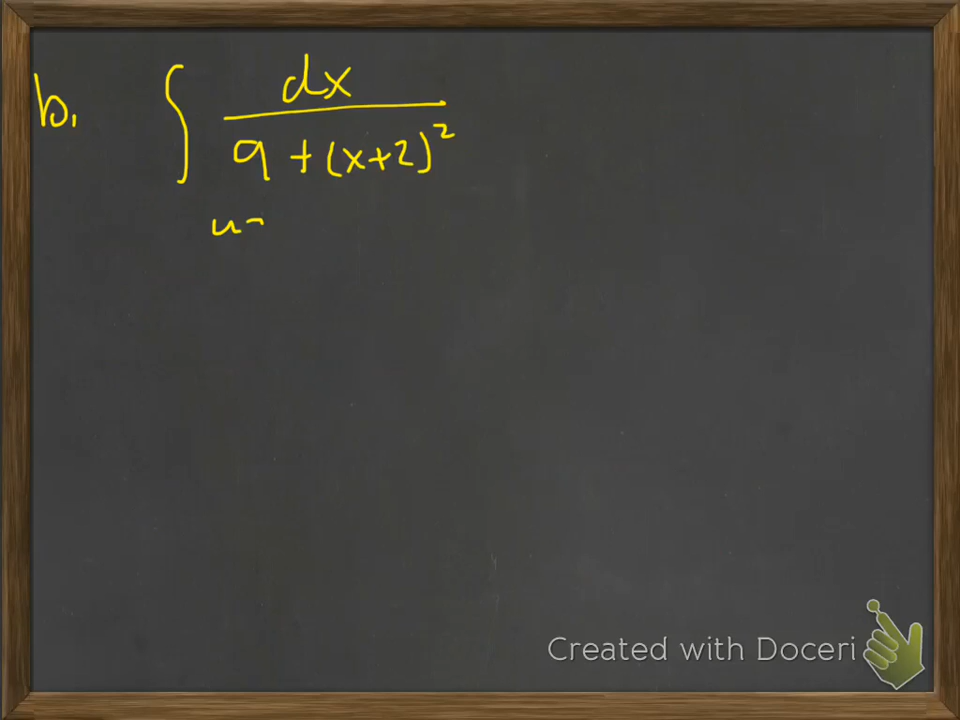 b. ∫ dx / 9 + (x+2)²
u=
Created with Doceri